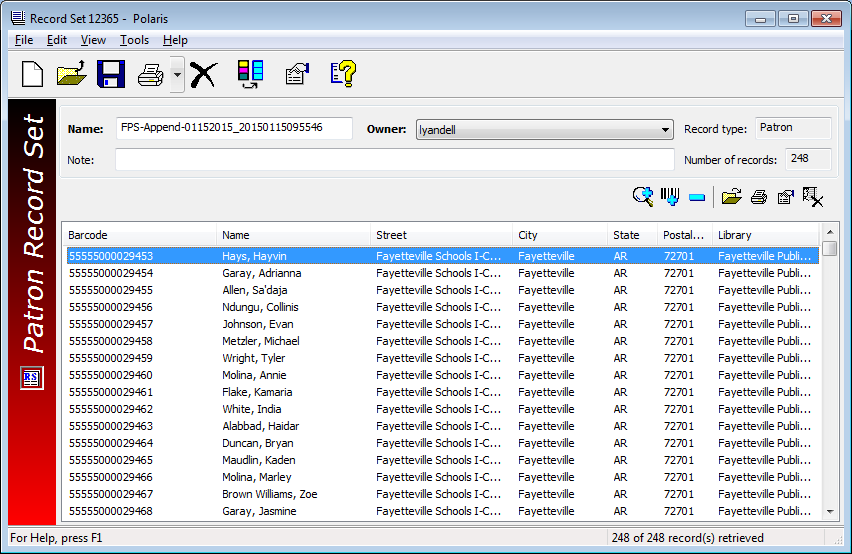 Record Set 12365 - Polaris
File Edit View Tools Help
Patron Record Set
RS
Name: FPS-Append-01152015_20150115095546 Owner: lyandell Record type: Patron
Note: Number of records: 248
Barcode Name Street City State Postal... Library
55555000029453 Hays, Hayvin Fayetteville Schools I-C... Fayetteville AR 72701 Fayetteville Publi...
55555000029454 Garay, Adrianna Fayetteville Schools I-C... Fayetteville AR 72701 Fayetteville Publi...
55555000029455 Allen, Sa'daja Fayetteville Schools I-C... Fayetteville AR 72701 Fayetteville Publi...
55555000029456 Ndungu, Collinis Fayetteville Schools I-C... Fayetteville AR 72701 Fayetteville Publi...
55555000029457 Johnson, Evan Fayetteville Schools I-C... Fayetteville AR 72701 Fayetteville Publi...
55555000029458 Metzler, Michael Fayetteville Schools I-C... Fayetteville AR 72701 Fayetteville Publi...
55555000029459 Wright, Tyler Fayetteville Schools I-C... Fayetteville AR 72701 Fayetteville Publi...
55555000029460 Molina, Annie Fayetteville Schools I-C... Fayetteville AR 72701 Fayetteville Publi...
55555000029461 Flake, Kamaria Fayetteville Schools I-C... Fayetteville AR 72701 Fayetteville Publi...
55555000029462 White, India Fayetteville Schools I-C... Fayetteville AR 72701 Fayetteville Publi...
55555000029463 Alabbad, Haidar Fayetteville Schools I-C... Fayetteville AR 72701 Fayetteville Publi...
55555000029464 Duncan, Bryan Fayetteville Schools I-C... Fayetteville AR 72701 Fayetteville Publi...
55555000029465 Maudlin, Kaden Fayetteville Schools I-C... Fayetteville AR 72701 Fayetteville Publi...
55555000029466 Molina, Marley Fayetteville Schools I-C... Fayetteville AR 72701 Fayetteville Publi...
55555000029467 Brown Williams, Zoe Fayetteville Schools I-C... Fayetteville AR 72701 Fayetteville Publi...
55555000029468 Garay, Jasmine Fayetteville Schools I-C... Fayetteville AR 72701 Fayetteville Publi...
For Help, press F1 248 of 248 record(s) retrieved